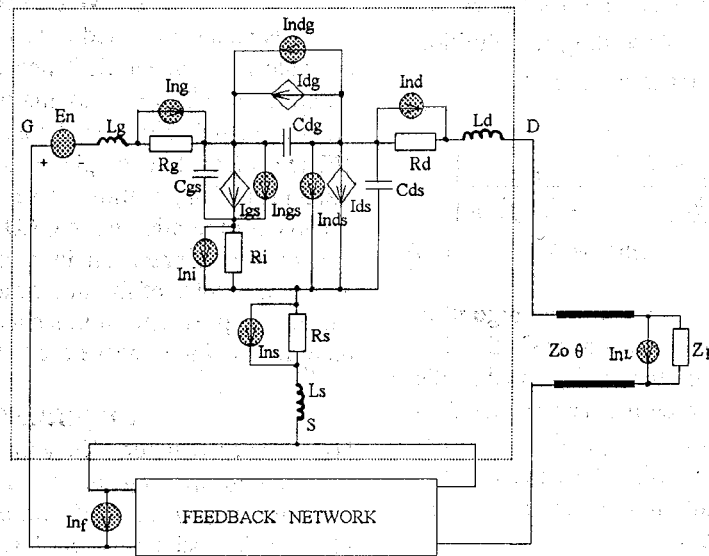 Indg
Idg
Ing
Ind
En
Lg
Cdg
Ld
G
D
+
-
Rg
Rd
Cgs
Cds
Igs
Ings
Inds
Ids
Ini
Ri
Ins
Rs
Zo θ
InL
Ls
S
Inf
FEEDBACK NETWORK